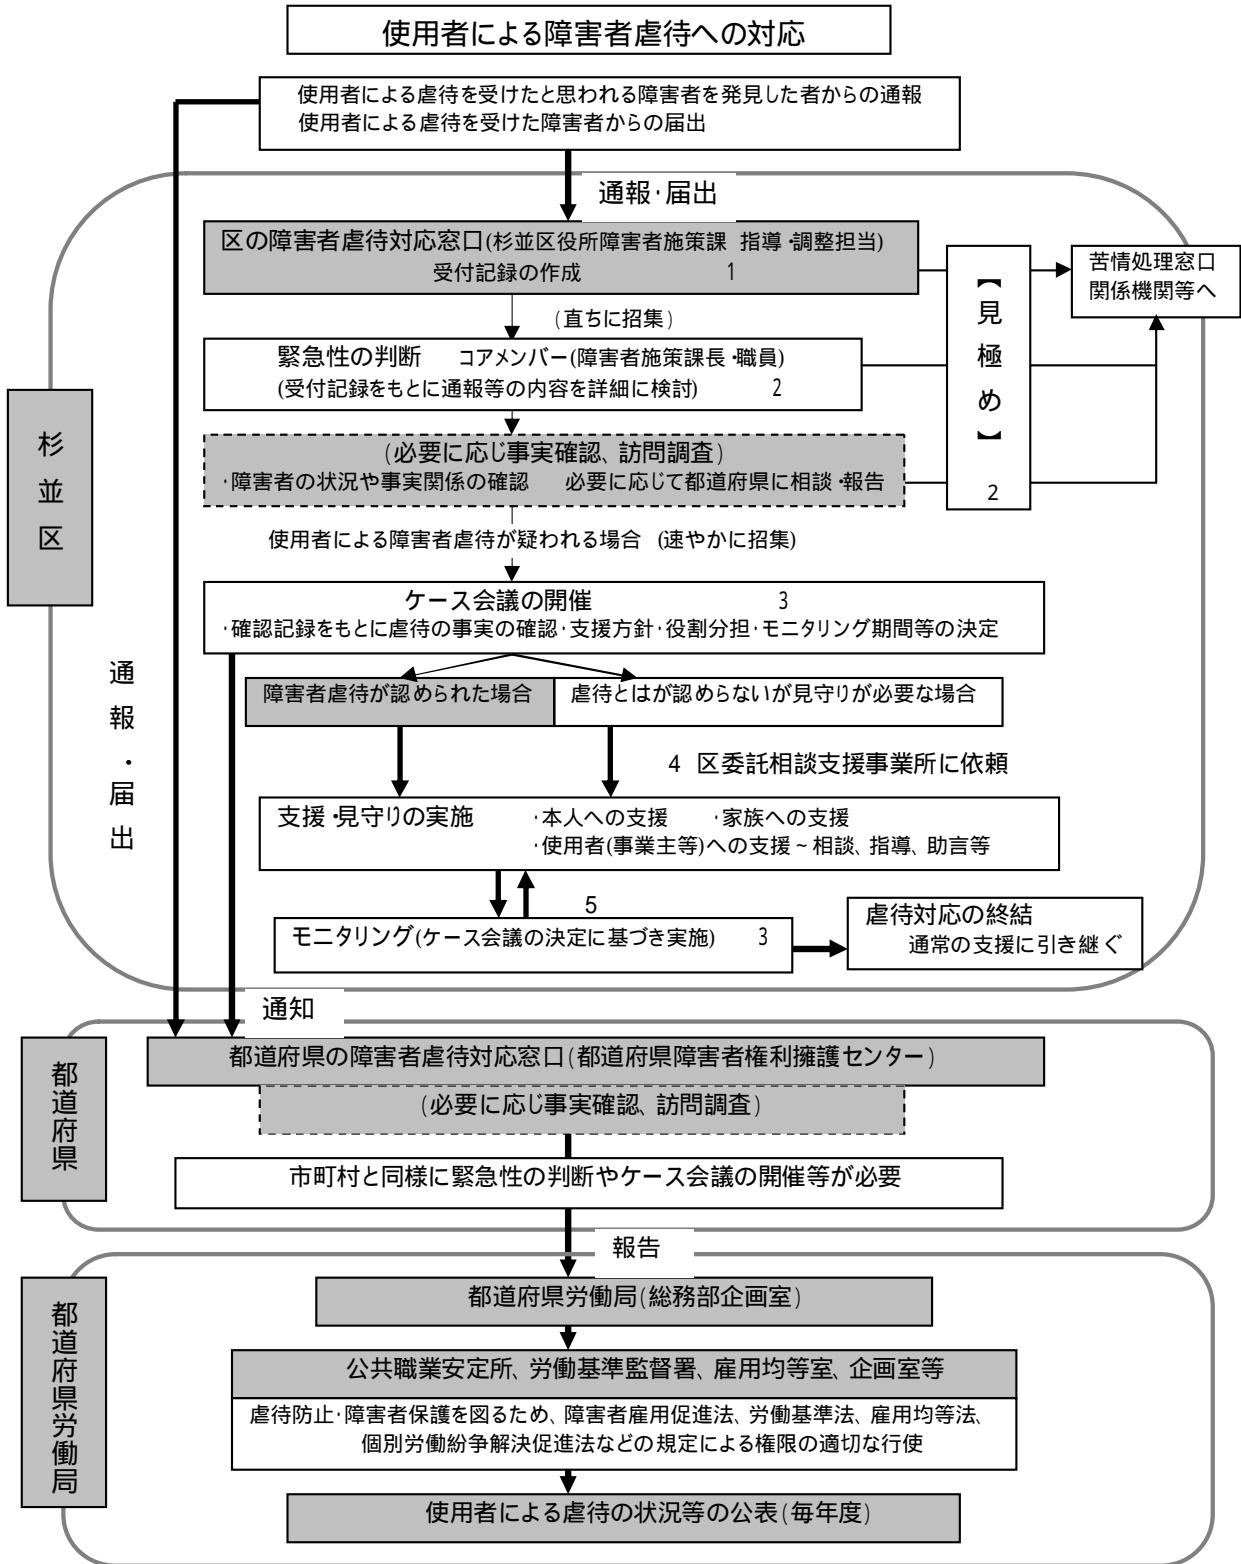 使用者による障害者虐待への対応
使用者による虐待を受けたと思われる障害者を発見した者からの通報
使用者による虐待を受けた障害者からの届出
通報・届出
区の障害者虐待対応窓口(杉並区役所障害者施策課 指導・調整担当)
受付記録の作成 1
(直ちに招集)
苦情処理窓口
関係機関等へ
【見極め】
2
緊急性の判断 コアメンバー(障害者施策課長・職員)
(受付記録をもとに通報等の内容を詳細に検討) 2
杉並区
(必要に応じ事実確認、訪問調査)
・障害者の状況や事実関係の確認 必要に応じて都道府県に相談・報告
使用者による障害者虐待が疑われる場合 (速やかに招集)
ケース会議の開催 3
・確認記録をもとに虐待の事実の確認・支援方針・役割分担・モニタリング期間等の決定
通報・届出
障害者虐待が認められた場合
虐待とはが認めらないが見守りが必要な場合
4 区委託相談支援事業所に依頼
支援・見守りの実施 ・本人への支援 ・家族への支援
・使用者(事業主等)への支援~相談、指導、助言等
5
モニタリング(ケース会議の決定に基づき実施) 3
虐待対応の終結
通常の支援に引き継ぐ
通知
都道府県
都道府県の障害者虐待対応窓口(都道府県障害者権利擁護センター)
(必要に応じ事実確認、訪問調査)
市町村と同様に緊急性の判断やケース会議の開催等が必要
報告
都道府県労働局
都道府県労働局(総務部企画室)
公共職業安定所、労働基準監督署、雇用均等室、企画室等
虐待防止・障害者保護を図るため、障害者雇用促進法、労働基準法、雇用均等法、
個別労働紛争解決促進法などの規定による権限の適切な行使
使用者による虐待の状況等の公表(毎年度)